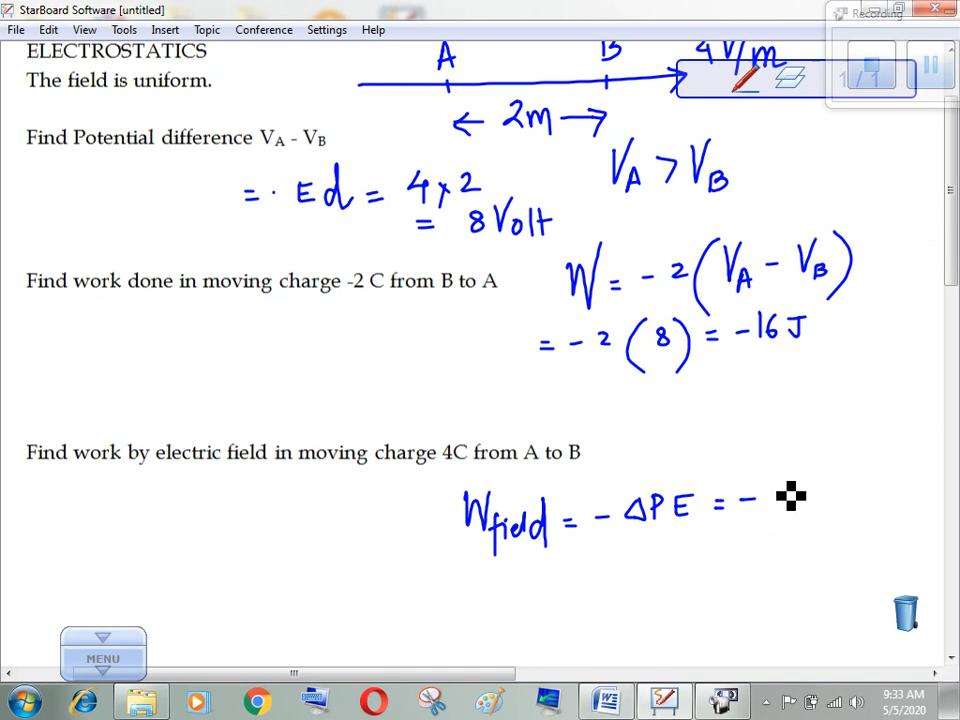 StarBoard Software [untitled]
Recording
File Edit View Tools Insert Topic Conference Settings Help
ELECTROSTATICS
A B 4 V/m
The field is uniform.
1 / 1
← 2m →
Find Potential difference VA - VB
VA > VB
= . Ed = 4 x 2
= 8 Volt
Find work done in moving charge -2 C from B to A
W = - 2 (VA - VB)
= - 2 (8) = -16 J
Find work by electric field in moving charge 4C from A to B
Wfield = - ΔPE = -
MENU
9:33 AM
5/5/2020